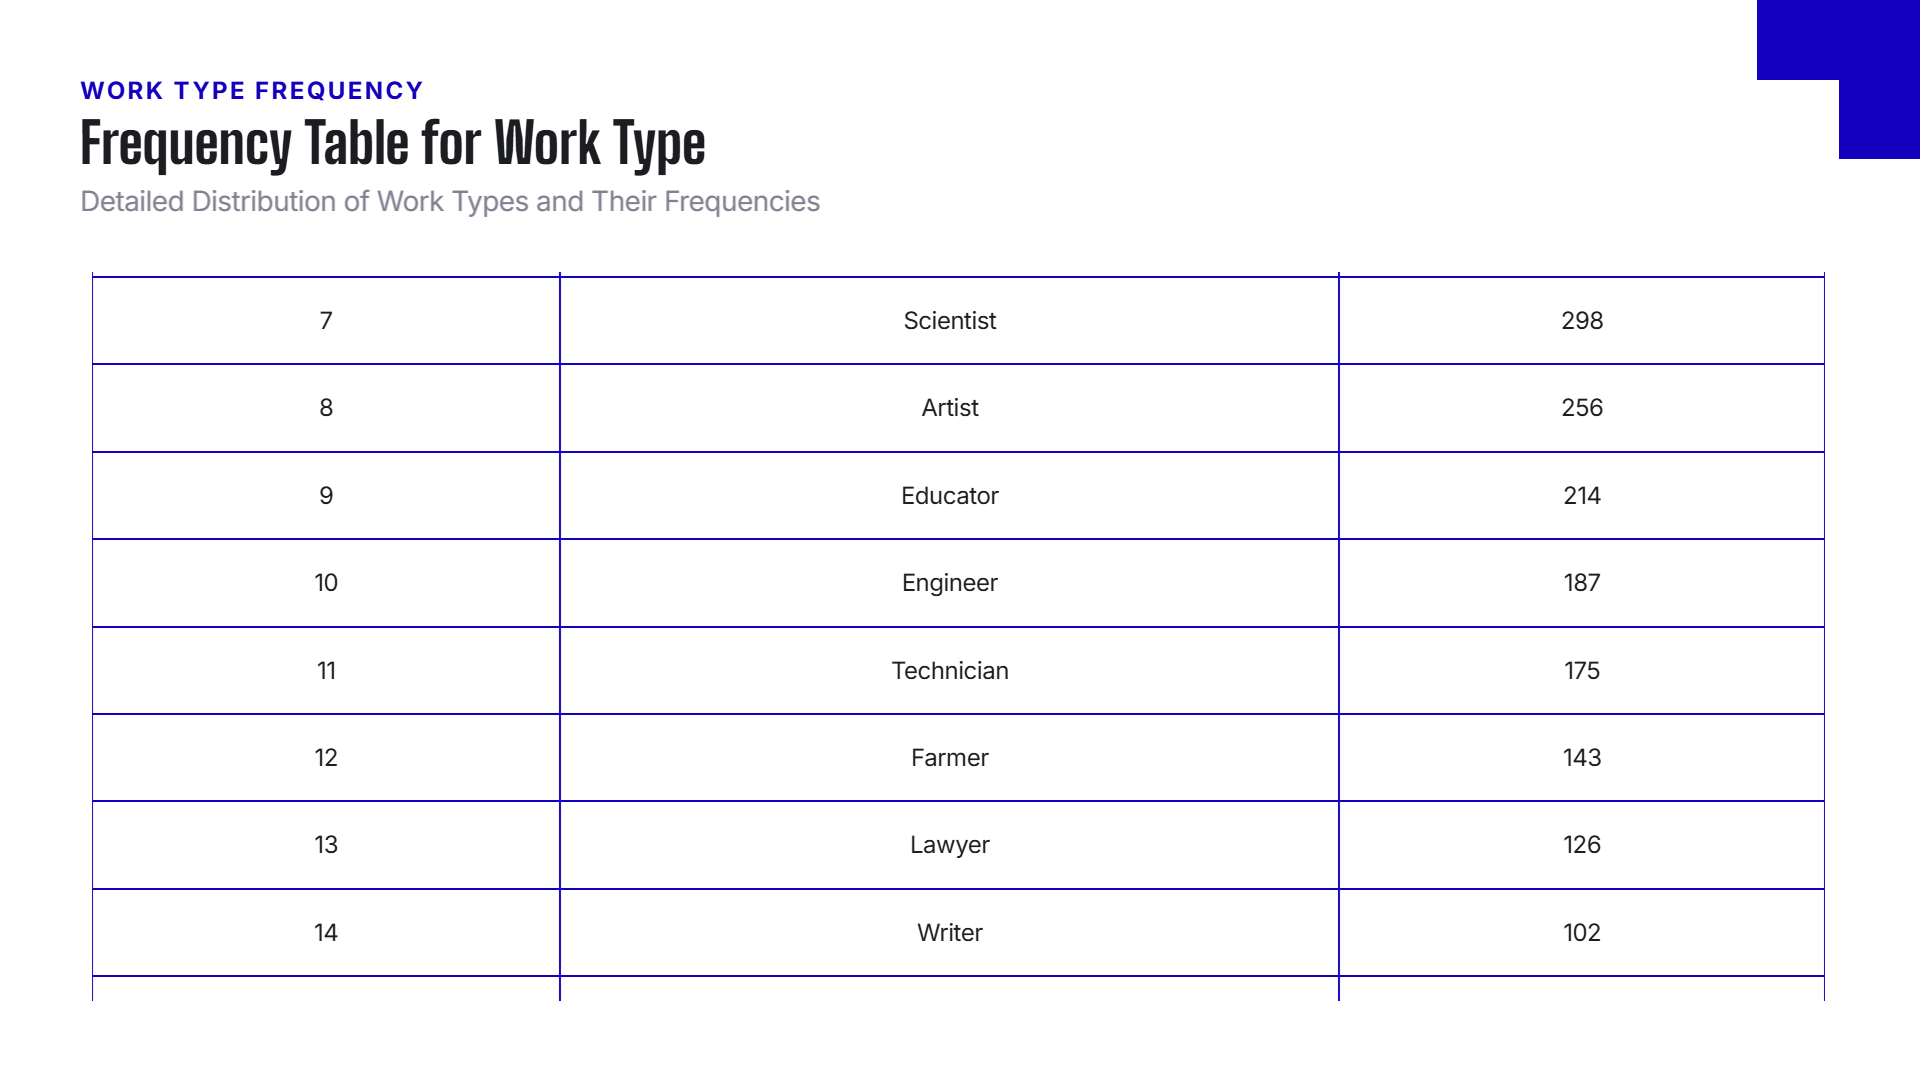 WORK TYPE FREQUENCY
Frequency Table for Work Type
Detailed Distribution of Work Types and Their Frequencies
7 Scientist 298
8 Artist 256
9 Educator 214
10 Engineer 187
11 Technician 175
12 Farmer 143
13 Lawyer 126
14 Writer 102